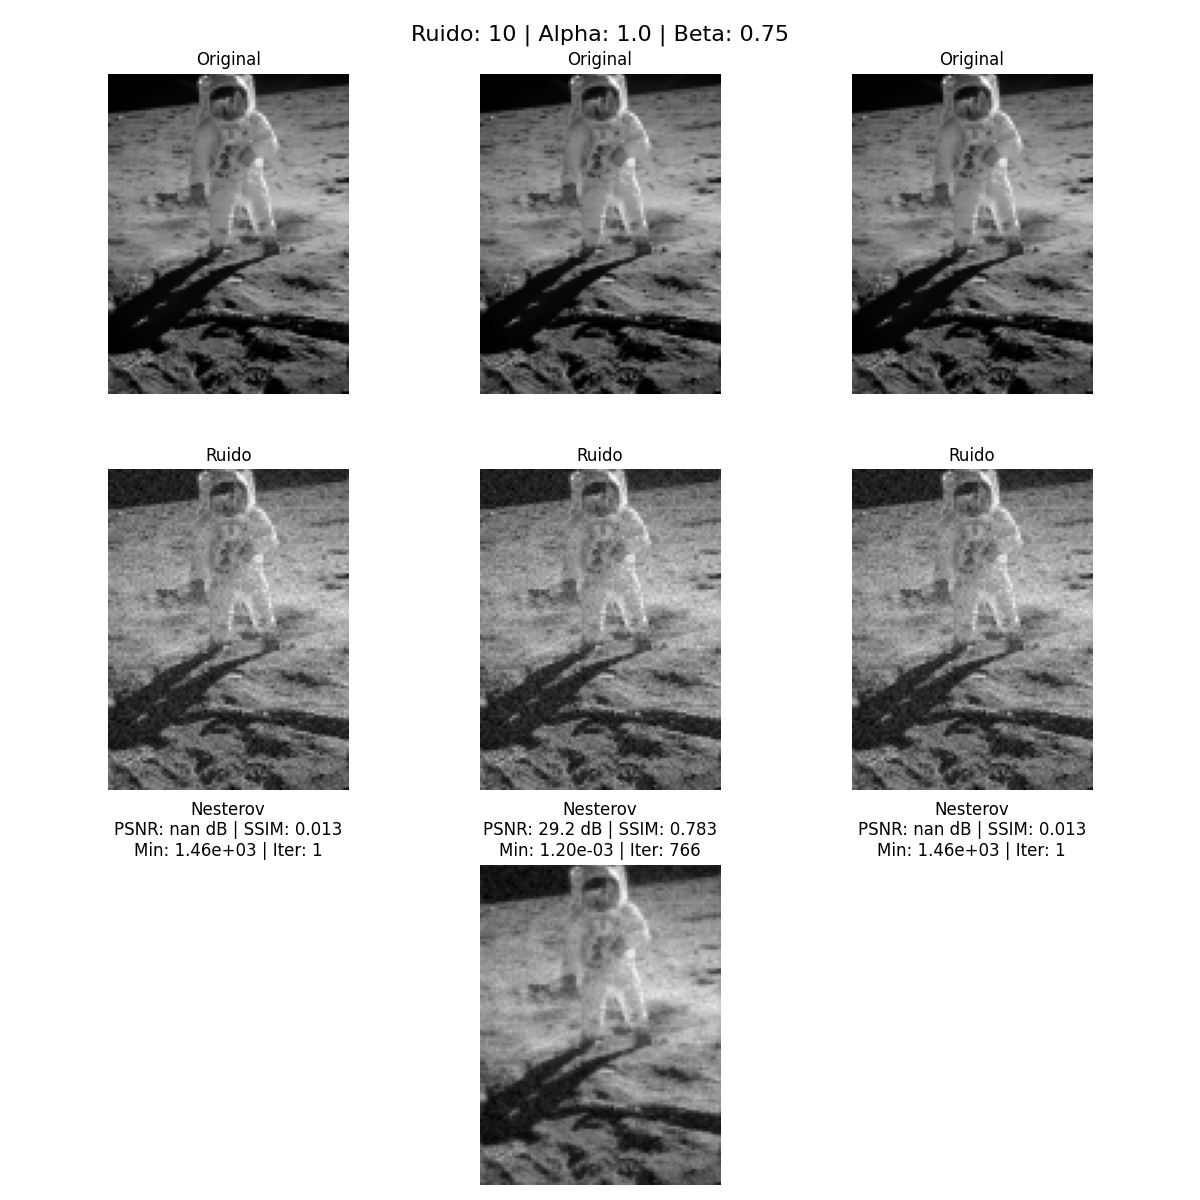 Ruido: 10 | Alpha: 1.0 | Beta: 0.75
Original
Original
Original
Ruido
Ruido
Ruido
Nesterov
PSNR: nan dB | SSIM: 0.013
Min: 1.46e+03 | Iter: 1
Nesterov
PSNR: 29.2 dB | SSIM: 0.783
Min: 1.20e-03 | Iter: 766
Nesterov
PSNR: nan dB | SSIM: 0.013
Min: 1.46e+03 | Iter: 1